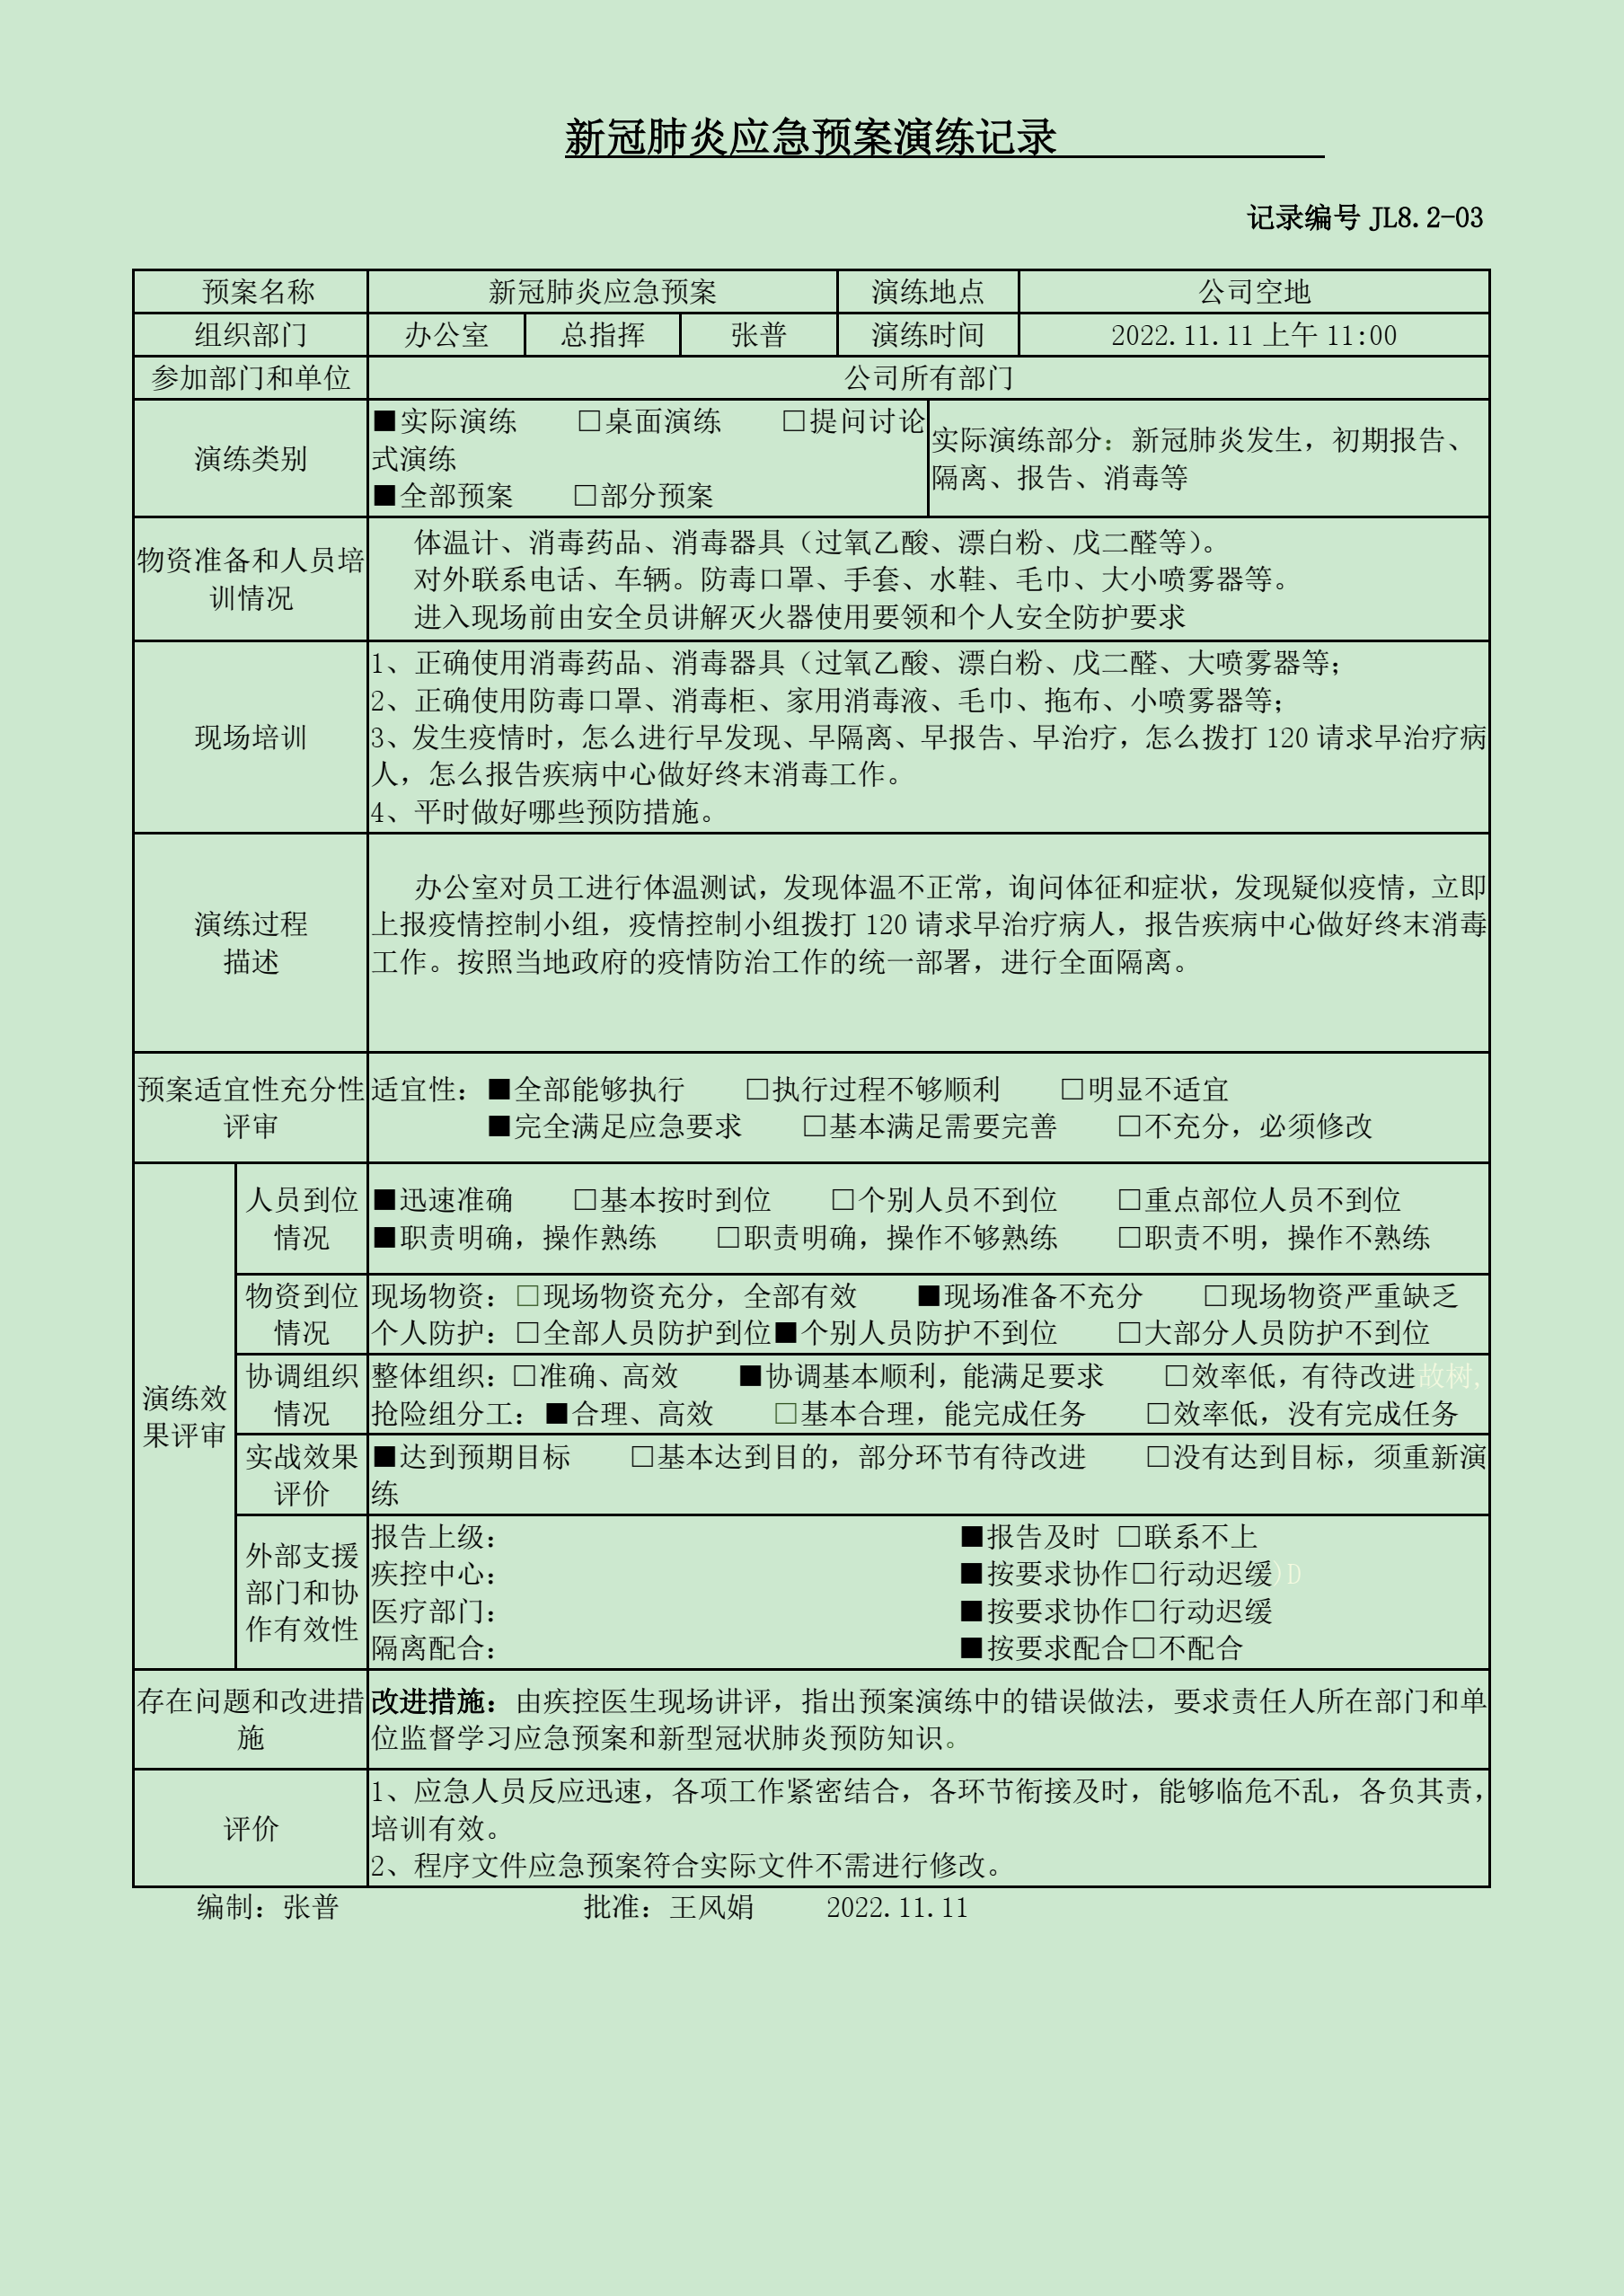 新冠肺炎应急预案演练记录
记录编号 JL8.2-03
预案名称 新冠肺炎应急预案 演练地点 公司空地
组织部门 办公室 总指挥 张普 演练时间 2022.11.11 上午 11:00
参加部门和单位 公司所有部门
演练类别
■实际演练 □桌面演练 □提问讨论
式演练
■全部预案 □部分预案
实际演练部分：新冠肺炎发生，初期报告、
隔离、报告、消毒等
物资准备和人员培
训情况
体温计、消毒药品、消毒器具（过氧乙酸、漂白粉、戊二醛等）。
对外联系电话、车辆。防毒口罩、手套、水鞋、毛巾、大小喷雾器等。
进入现场前由安全员讲解灭火器使用要领和个人安全防护要求
现场培训
1、正确使用消毒药品、消毒器具（过氧乙酸、漂白粉、戊二醛、大喷雾器等；
2、正确使用防毒口罩、消毒柜、家用消毒液、毛巾、拖布、小喷雾器等；
3、发生疫情时，怎么进行早发现、早隔离、早报告、早治疗，怎么拨打 120 请求早治疗病
人，怎么报告疾病中心做好终末消毒工作。
4、平时做好哪些预防措施。
演练过程
描述
办公室对员工进行体温测试，发现体温不正常，询问体征和症状，发现疑似疫情，立即
上报疫情控制小组，疫情控制小组拨打 120 请求早治疗病人，报告疾病中心做好终末消毒
工作。按照当地政府的疫情防治工作的统一部署，进行全面隔离。
预案适宜性充分性
评审
适宜性：■全部能够执行 □执行过程不够顺利 □明显不适宜
■完全满足应急要求 □基本满足需要完善 □不充分，必须修改
演练效
果评审
人员到位
情况
■迅速准确 □基本按时到位 □个别人员不到位 □重点部位人员不到位
■职责明确，操作熟练 □职责明确，操作不够熟练 □职责不明，操作不熟练
物资到位
情况
现场物资：□现场物资充分，全部有效 ■现场准备不充分 □现场物资严重缺乏
个人防护：□全部人员防护到位■个别人员防护不到位 □大部分人员防护不到位
协调组织
情况
整体组织：□准确、高效 ■协调基本顺利，能满足要求 □效率低，有待改进故树,
抢险组分工：■合理、高效 □基本合理，能完成任务 □效率低，没有完成任务
实战效果
评价
■达到预期目标 □基本达到目的，部分环节有待改进 □没有达到目标，须重新演
练
外部支援
部门和协
作有效性
报告上级： ■报告及时 □联系不上
疾控中心： ■按要求协作□行动迟缓)D
医疗部门： ■按要求协作□行动迟缓
隔离配合： ■按要求配合□不配合
存在问题和改进措
施
改进措施：由疾控医生现场讲评，指出预案演练中的错误做法，要求责任人所在部门和单
位监督学习应急预案和新型冠状肺炎预防知识。
评价
1、应急人员反应迅速，各项工作紧密结合，各环节衔接及时，能够临危不乱，各负其责，
培训有效。
2、程序文件应急预案符合实际文件不需进行修改。
编制：张普 批准：王风娟 2022.11.11